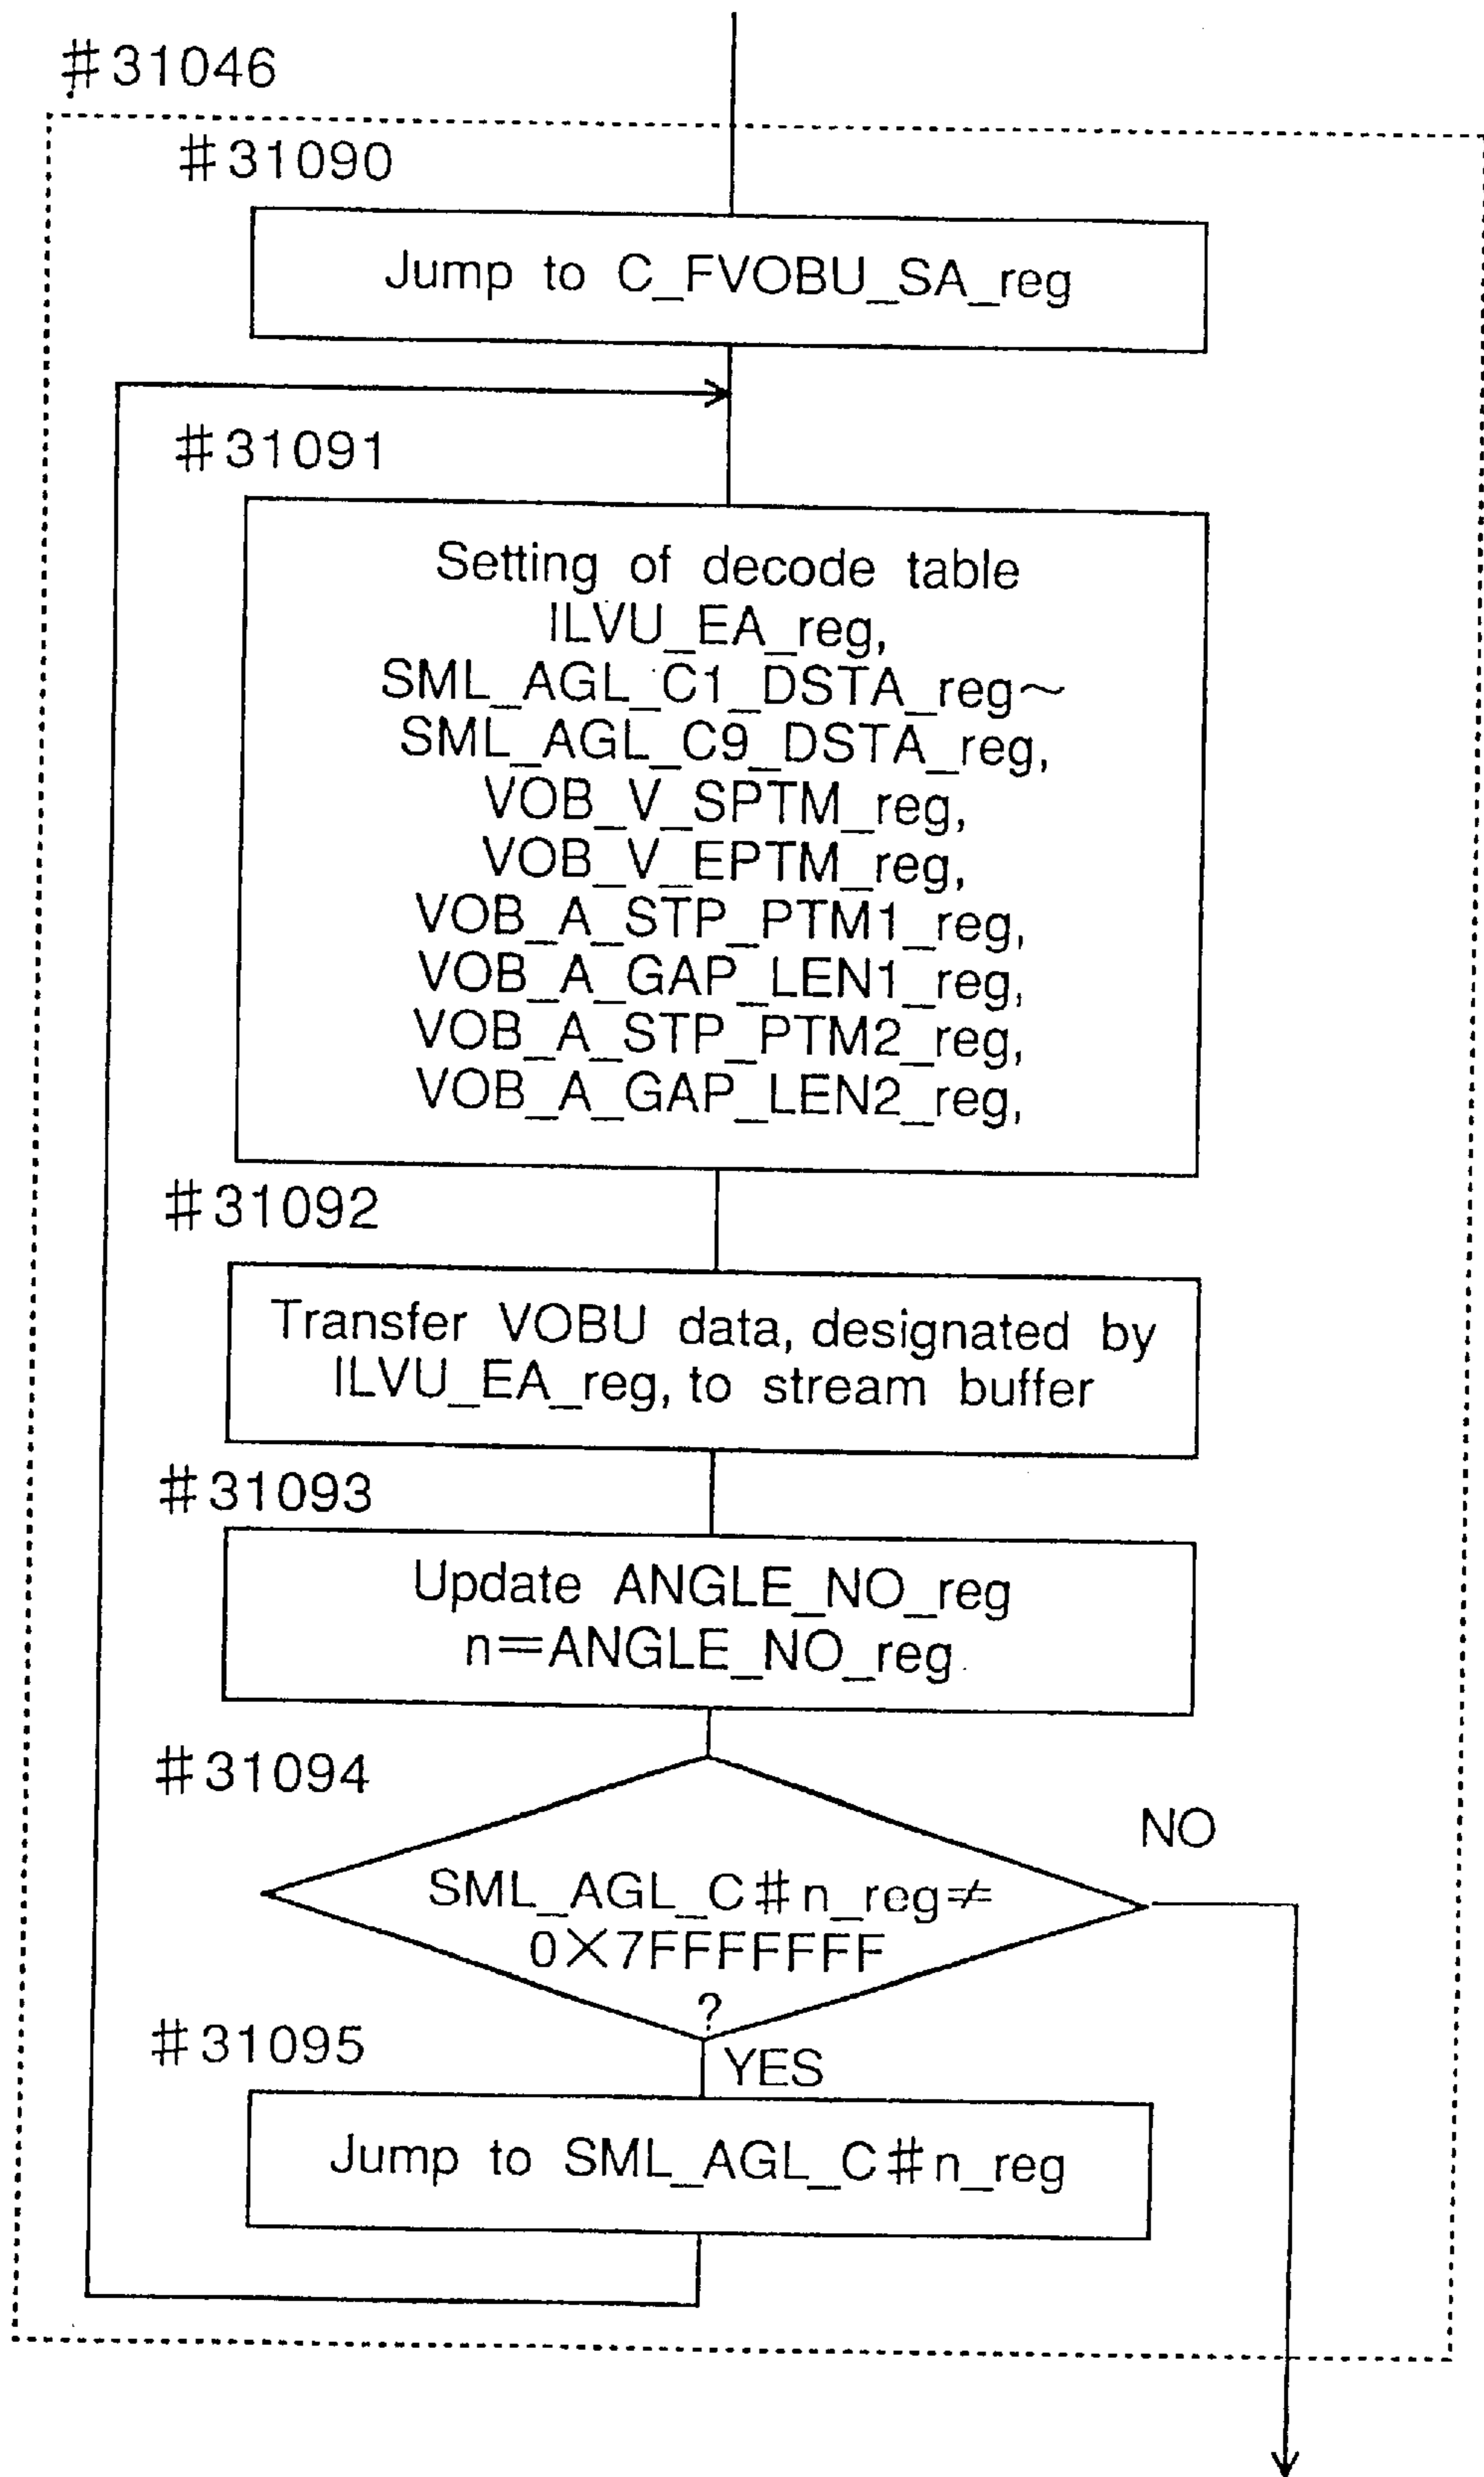 #31046
#31090
Jump to C_FVOBU_SA_reg
#31091
Setting of decode table
ILVU_EA_reg,
SML_AGL_C1_DSTA_reg~
SML_AGL_C9_DSTA_reg,
VOB_V_SPTM_reg,
VOB_V_EPTM_reg,
VOB_A_STP_PTM1_reg,
VOB_A_GAP_LEN1_reg,
VOB_A_STP_PTM2_reg,
VOB_A_GAP_LEN2_reg,
#31092
Transfer VOBU data, designated by
ILVU_EA_reg, to stream buffer
#31093
Update ANGLE_NO_reg
n=ANGLE_NO_reg
#31094
NO
SML_AGL_C#n_reg≠
0X7FFFFFFF
?
#31095
YES
Jump to SML_AGL_C#n_reg